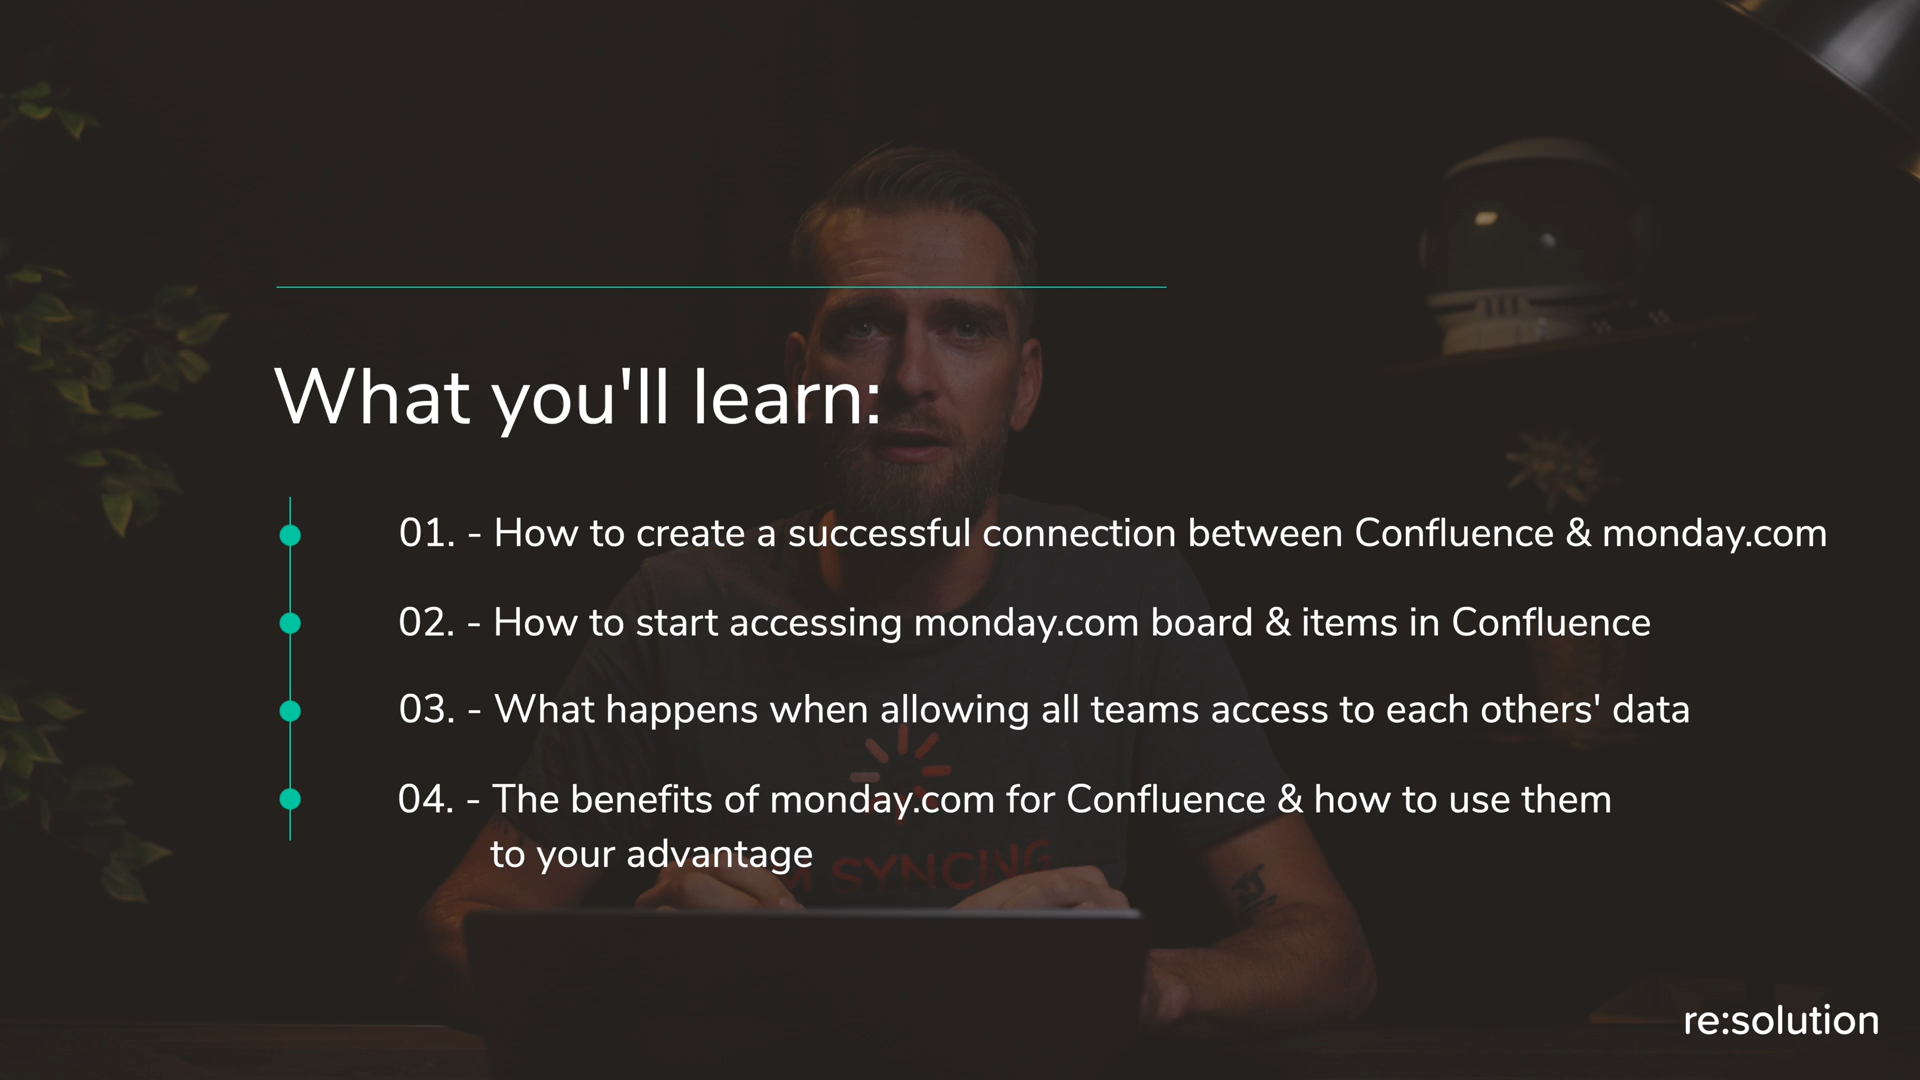 What you'll learn:
01. - How to create a successful connection between Confluence & monday.com
02. - How to start accessing monday.com board & items in Confluence
03. - What happens when allowing all teams access to each others' data
04. - The benefits of monday.com for Confluence & how to use them
to your advantage
SYNCING
re:solution